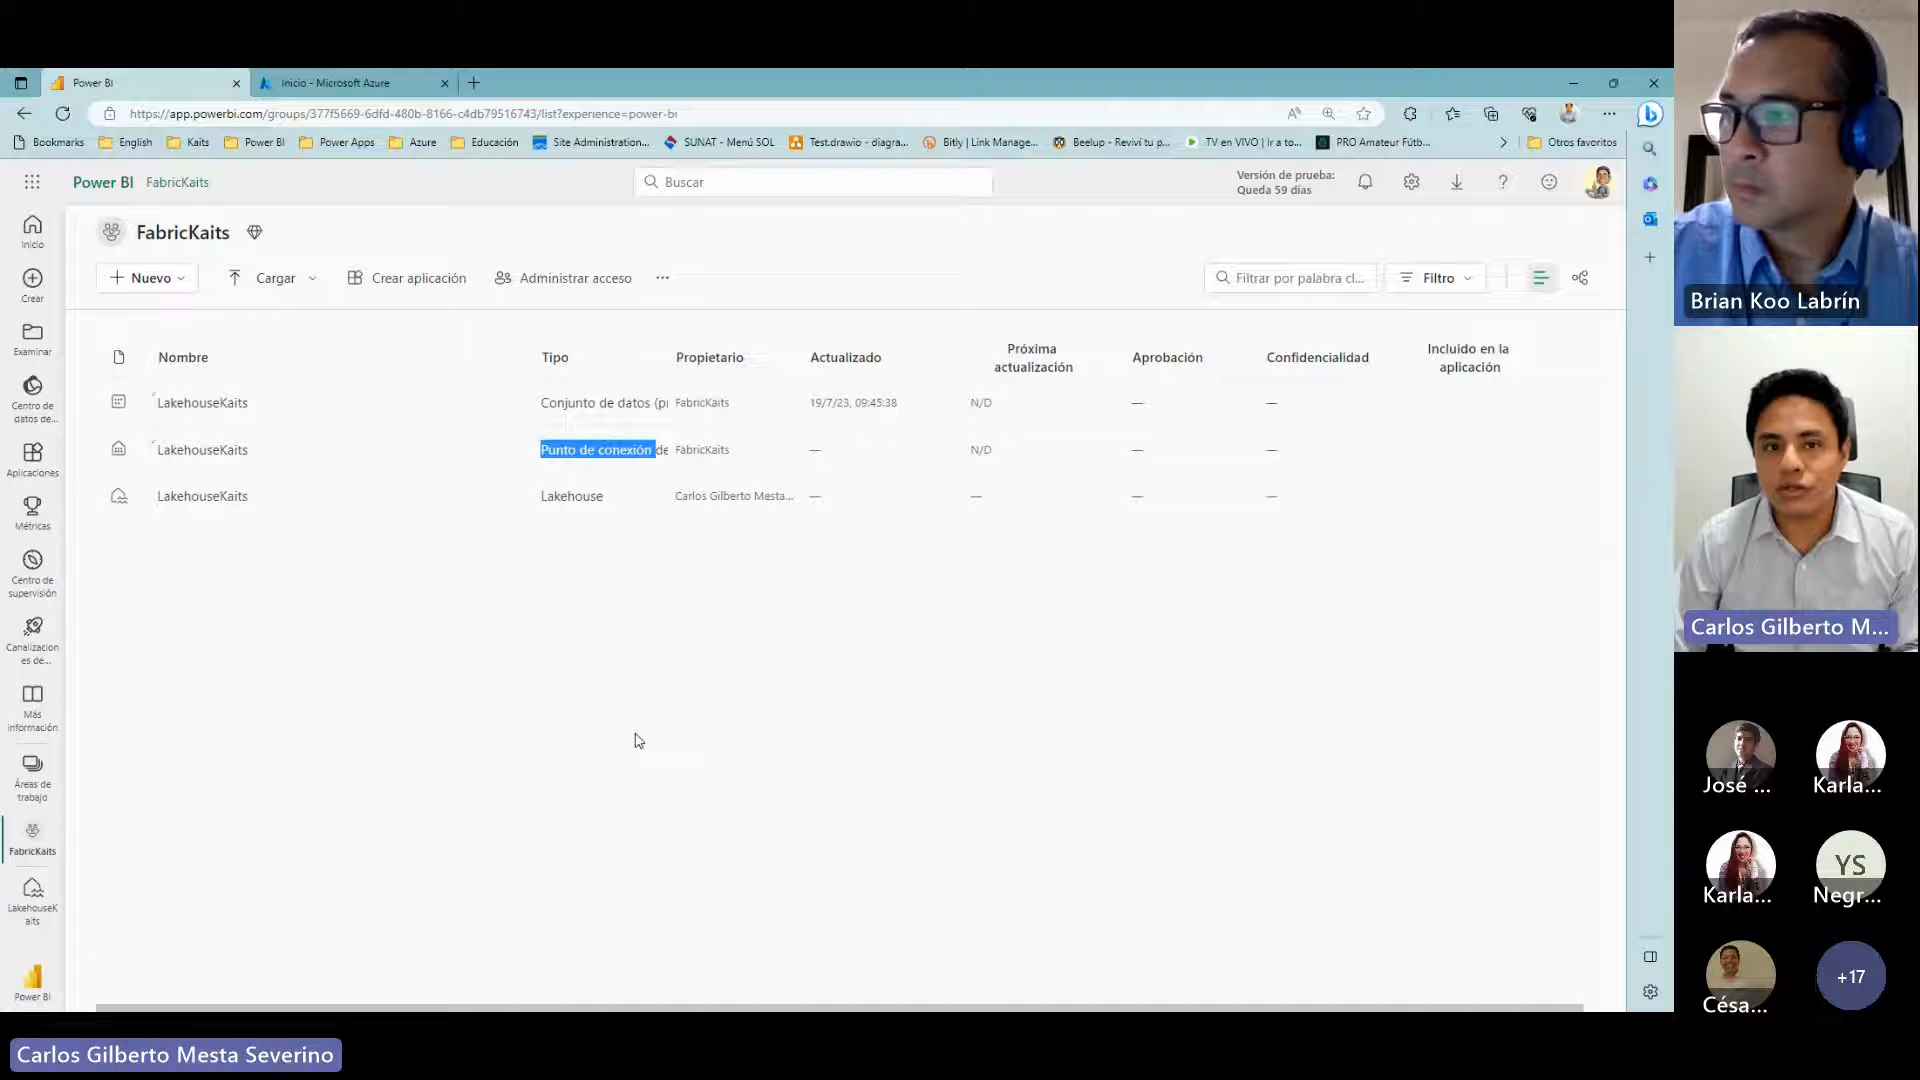 Power BI
Inicio - Microsoft Azure
https://app.powerbi.com/groups/377f5669-6dfd-480b-8166-c4db79516743/list?experience=power-bi
Bookmarks
English
Kaits
Power BI
Power Apps
Azure
Educación
Site Administration...
SUNAT - Menú SOL
Test.drawio - diagra...
Bitly | Link Manage...
Beelup - Reviví tu p...
TV en VIVO | Ir a to...
PRO Amateur Fútb...
Otros favoritos
Power BI FabricKaits
Buscar
Versión de prueba:
Queda 59 días
FabricKaits
Nuevo
Cargar
Crear aplicación
Administrar acceso
Filtrar por palabra cl...
Filtro
Nombre
Tipo
Propietario
Actualizado
Próxima
actualización
Aprobación
Confidencialidad
Incluido en la
aplicación
LakehouseKaits Conjunto de datos (pr FabricKaits 19/7/23, 09:45:38 N/D — —
LakehouseKaits Punto de conexión de FabricKaits — N/D — —
LakehouseKaits Lakehouse Carlos Gilberto Mesta... — — — —
Inicio
Crear
Examinar
Centro de
datos de...
Aplicaciones
Métricas
Centro de
supervisión
Canalizacion
es de...
Más
información
Áreas de
trabajo
FabricKaits
LakehouseK
aits
Power BI
Brian Koo Labrín
Carlos Gilberto M...
José ...
Karla...
Karla...
YS
Negr...
Césa...
+17
Carlos Gilberto Mesta Severino